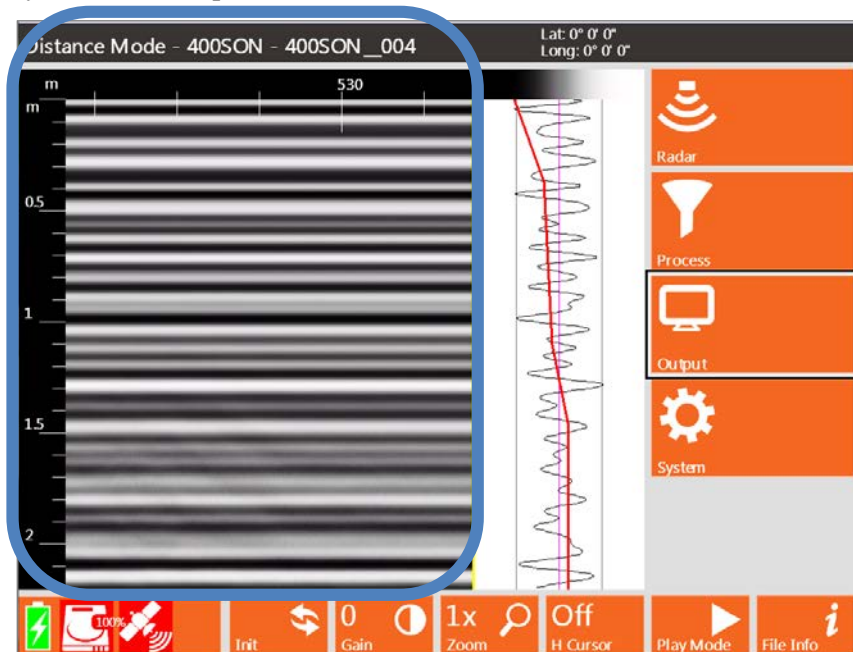 Distance Mode - 400SON - 400SON__004
Lat: 0° 0' 0"
Long: 0° 0' 0"
m
530
m
0.5
1
1.5
2
Radar
Process
Output
System
100%
Init
0
Gain
1x
Zoom
Off
H Cursor
Play Mode
i
File Info